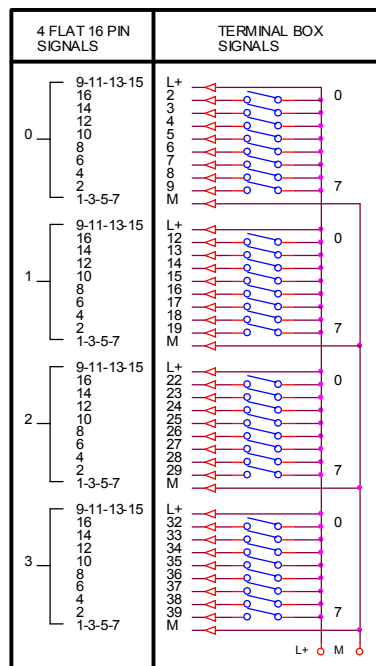 4 FLAT 16 PIN SIGNALS
TERMINAL BOX SIGNALS
0
9-11-13-15 L+
16 2 0
14 3
12 4
10 5
8 6
6 7
4 8
2 9 7
1-3-5-7 M
1
9-11-13-15 L+
16 12 0
14 13
12 14
10 15
8 16
6 17
4 18
2 19 7
1-3-5-7 M
2
9-11-13-15 L+
16 22 0
14 23
12 24
10 25
8 26
6 27
4 28
2 29 7
1-3-5-7 M
3
9-11-13-15 L+
16 32 0
14 33
12 34
10 35
8 36
6 37
4 38
2 39 7
1-3-5-7 M
L+ M